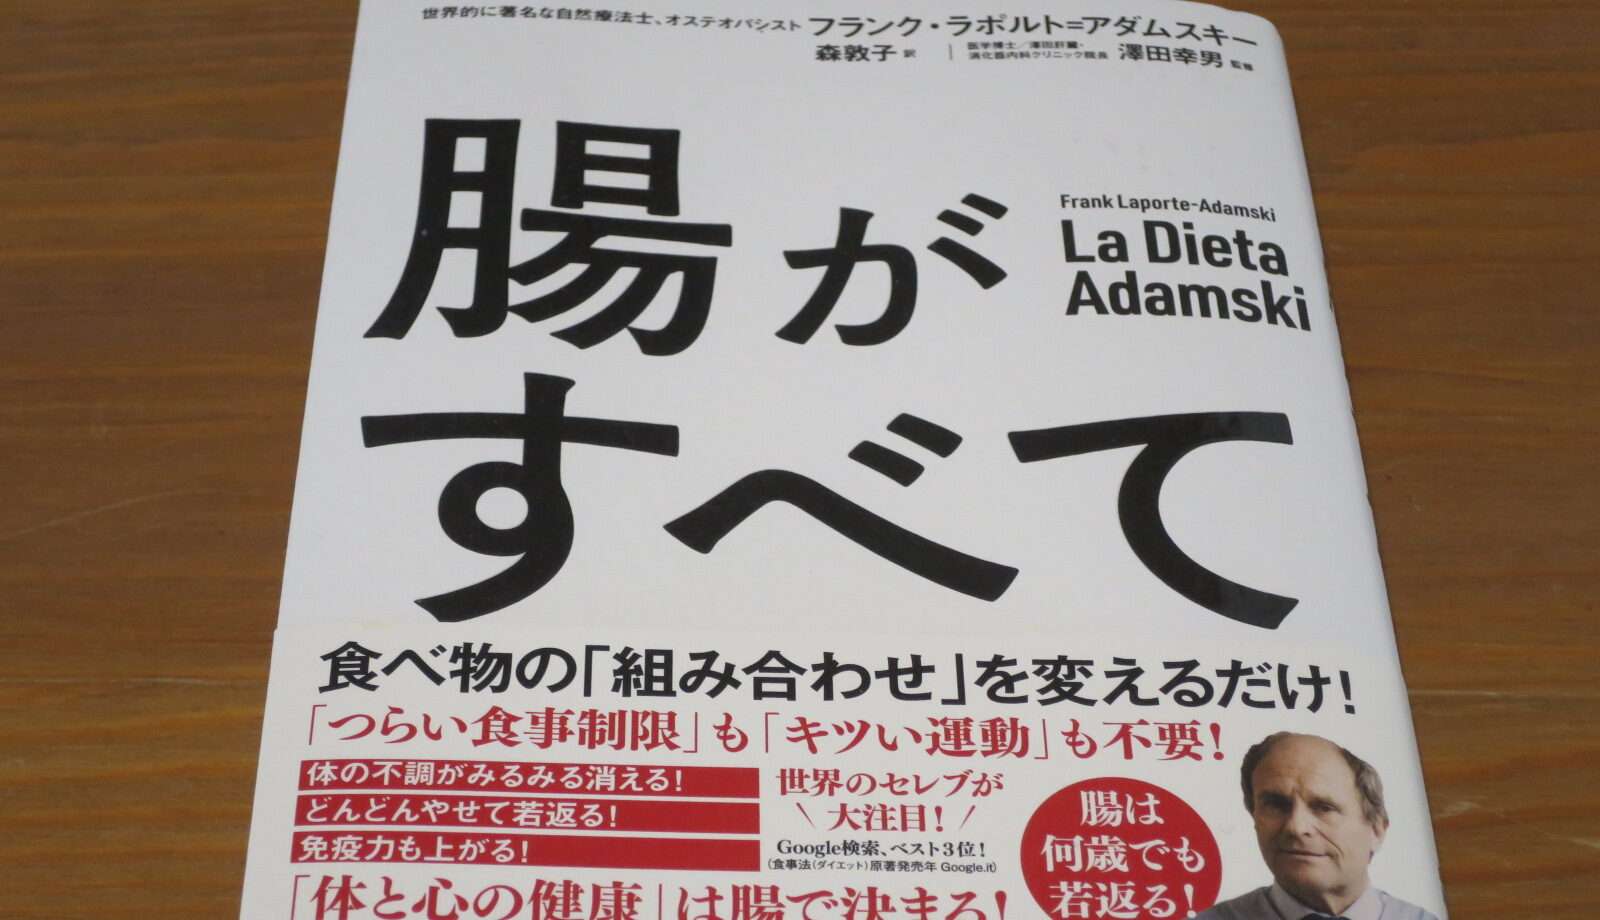 世界的に著名な自然療法士、オステオパシスト フランク・ラポルト=アダムスキー
森敦子 訳 | 医学博士/澤田肝臓・消化器内科クリニック院長 澤田幸男 監修
腸が
Frank Laporte-Adamski
La Dieta
Adamski
すべて
食べ物の「組み合わせ」を変えるだけ!
「つらい食事制限」も「キツい運動」も不要!
体の不調がみるみる消える!
どんどんやせて若返る!
免疫力も上がる!
世界のセレブが
\ 大注目! /
Google検索、ベスト3位!
(食事法(ダイエット)原著発売年 Google.it)
腸は
何歳でも
若返る!
「体と心の健康」は腸で決まる!